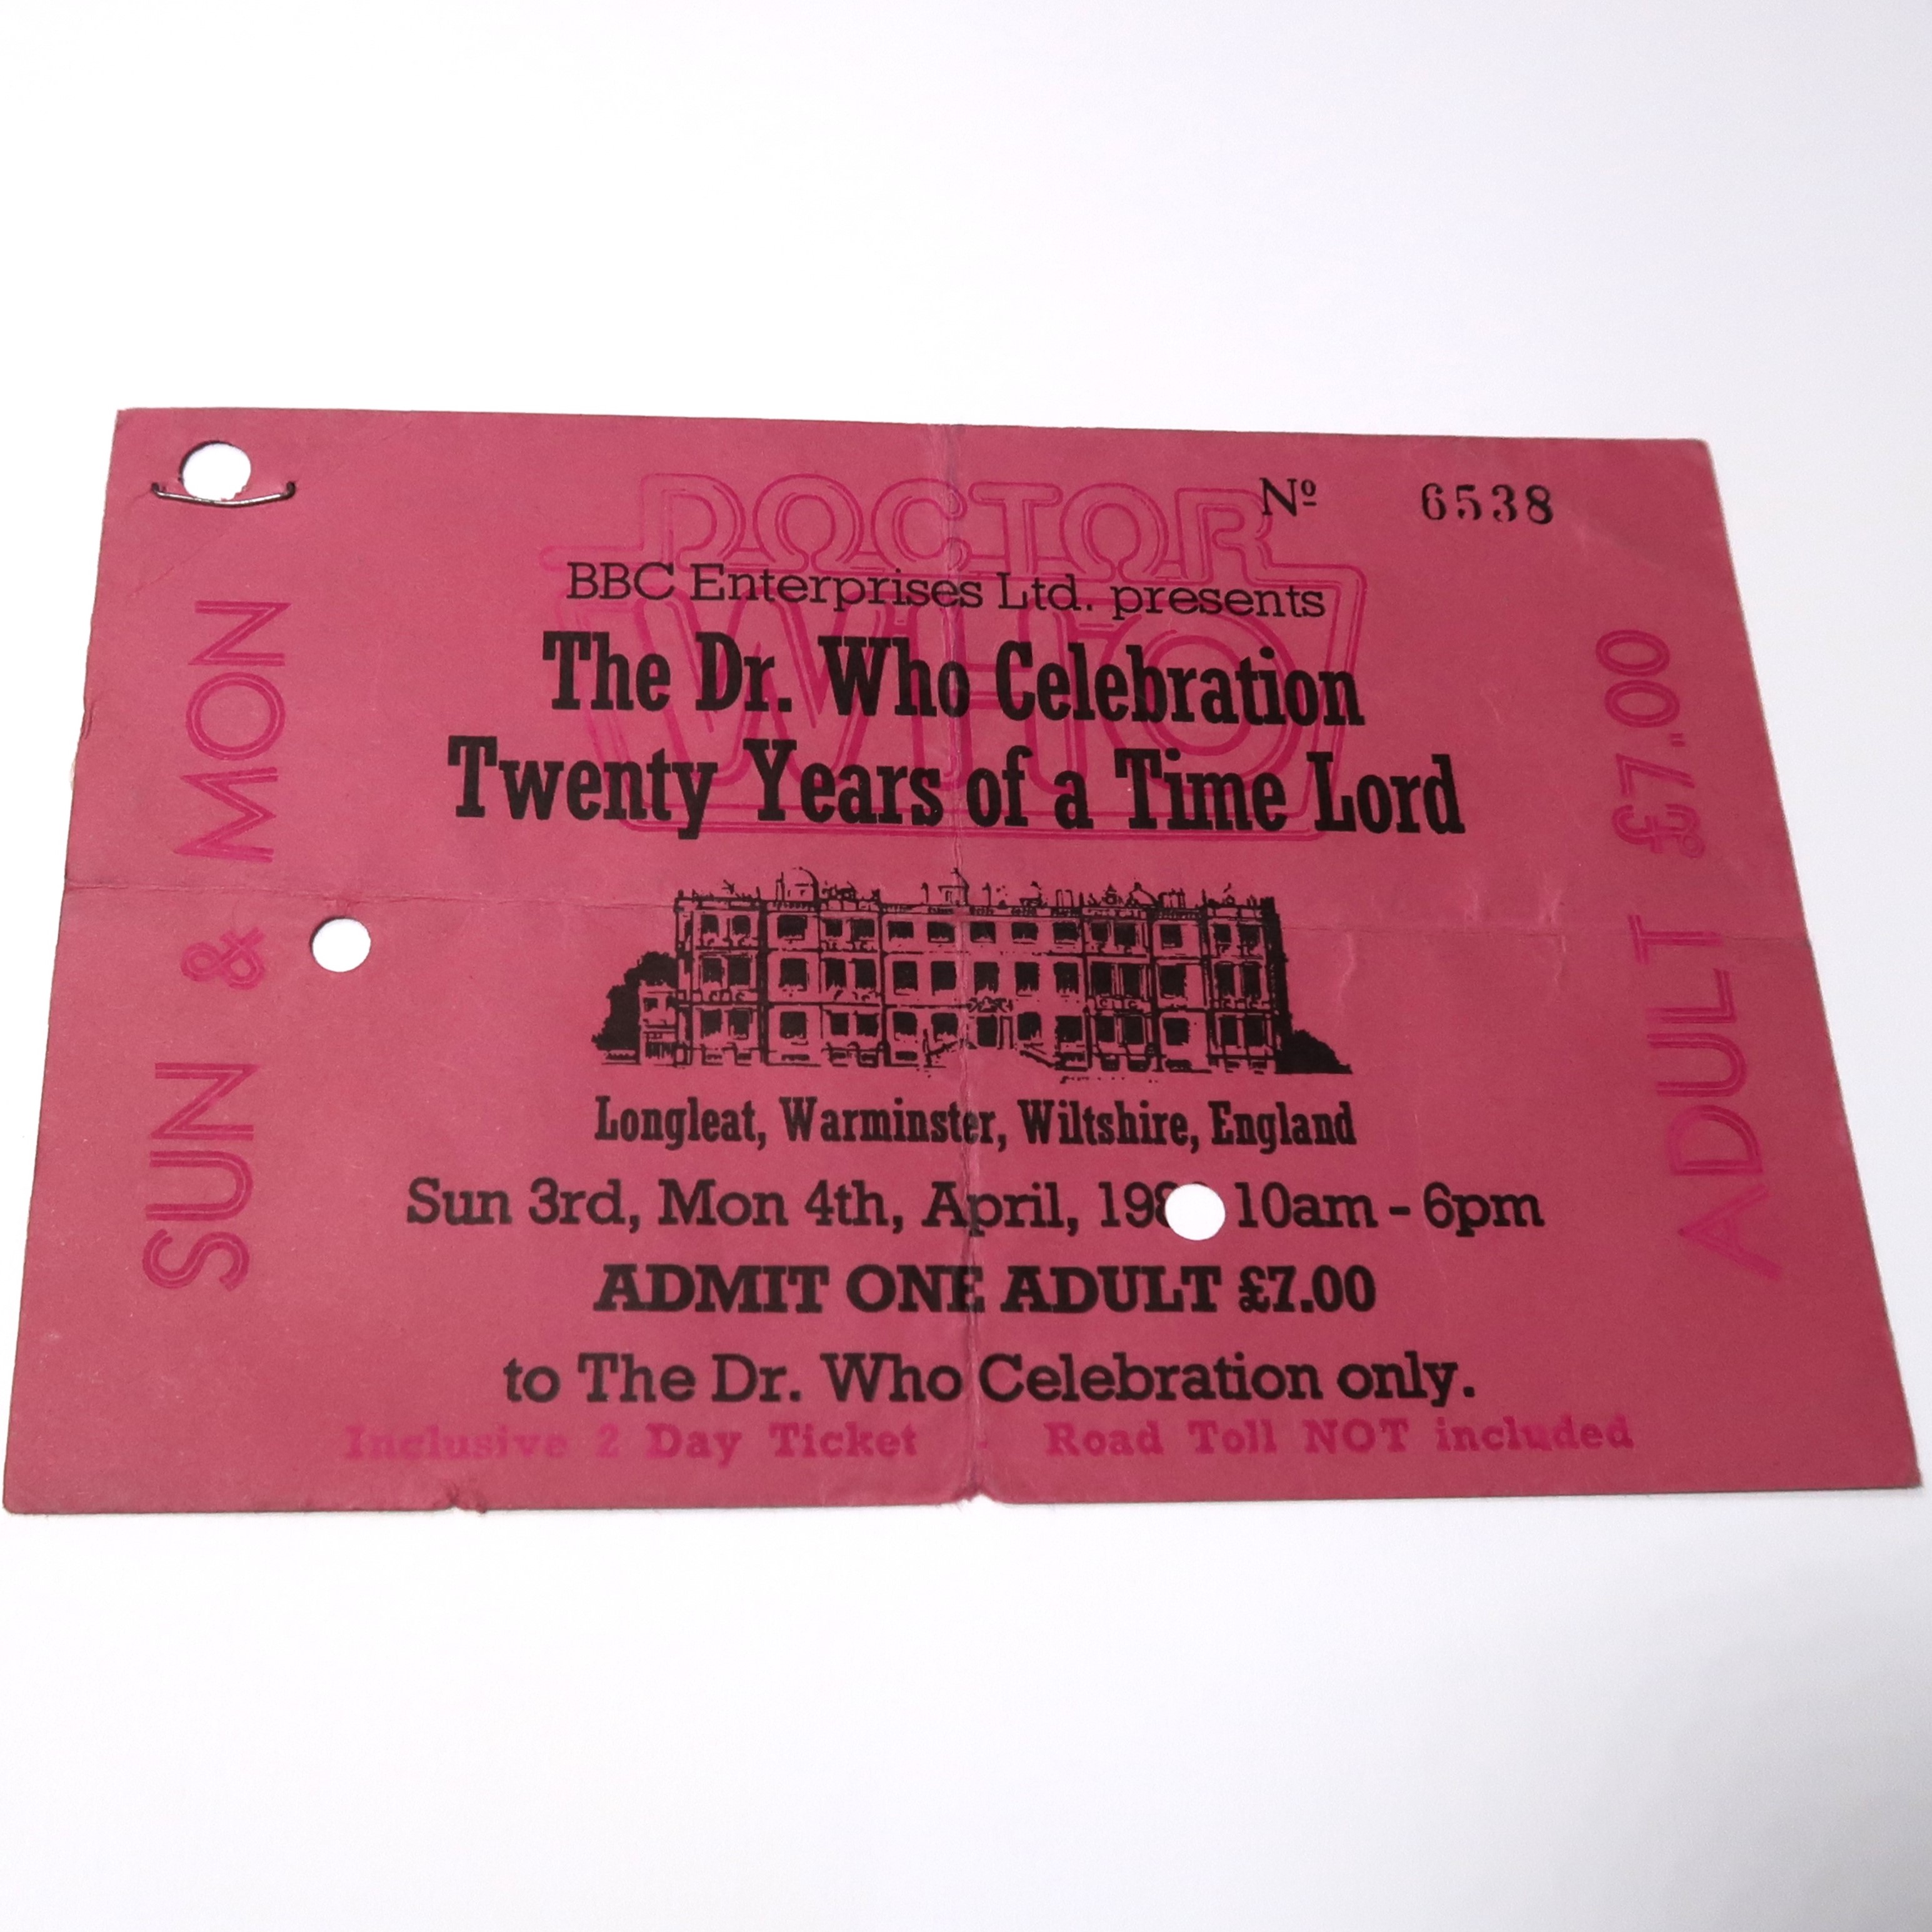 DOCTOR
WHO
Nº 6538
BBC Enterprises Ltd. presents
The Dr. Who Celebration
Twenty Years of a Time Lord
Longleat, Warminster, Wiltshire, England
Sun 3rd, Mon 4th, April, 198 10am - 6pm
ADMIT ONE ADULT £7.00
to The Dr. Who Celebration only.
Inclusive 2 Day Ticket - Road Toll NOT included
SUN & MON
ADULT £7.00